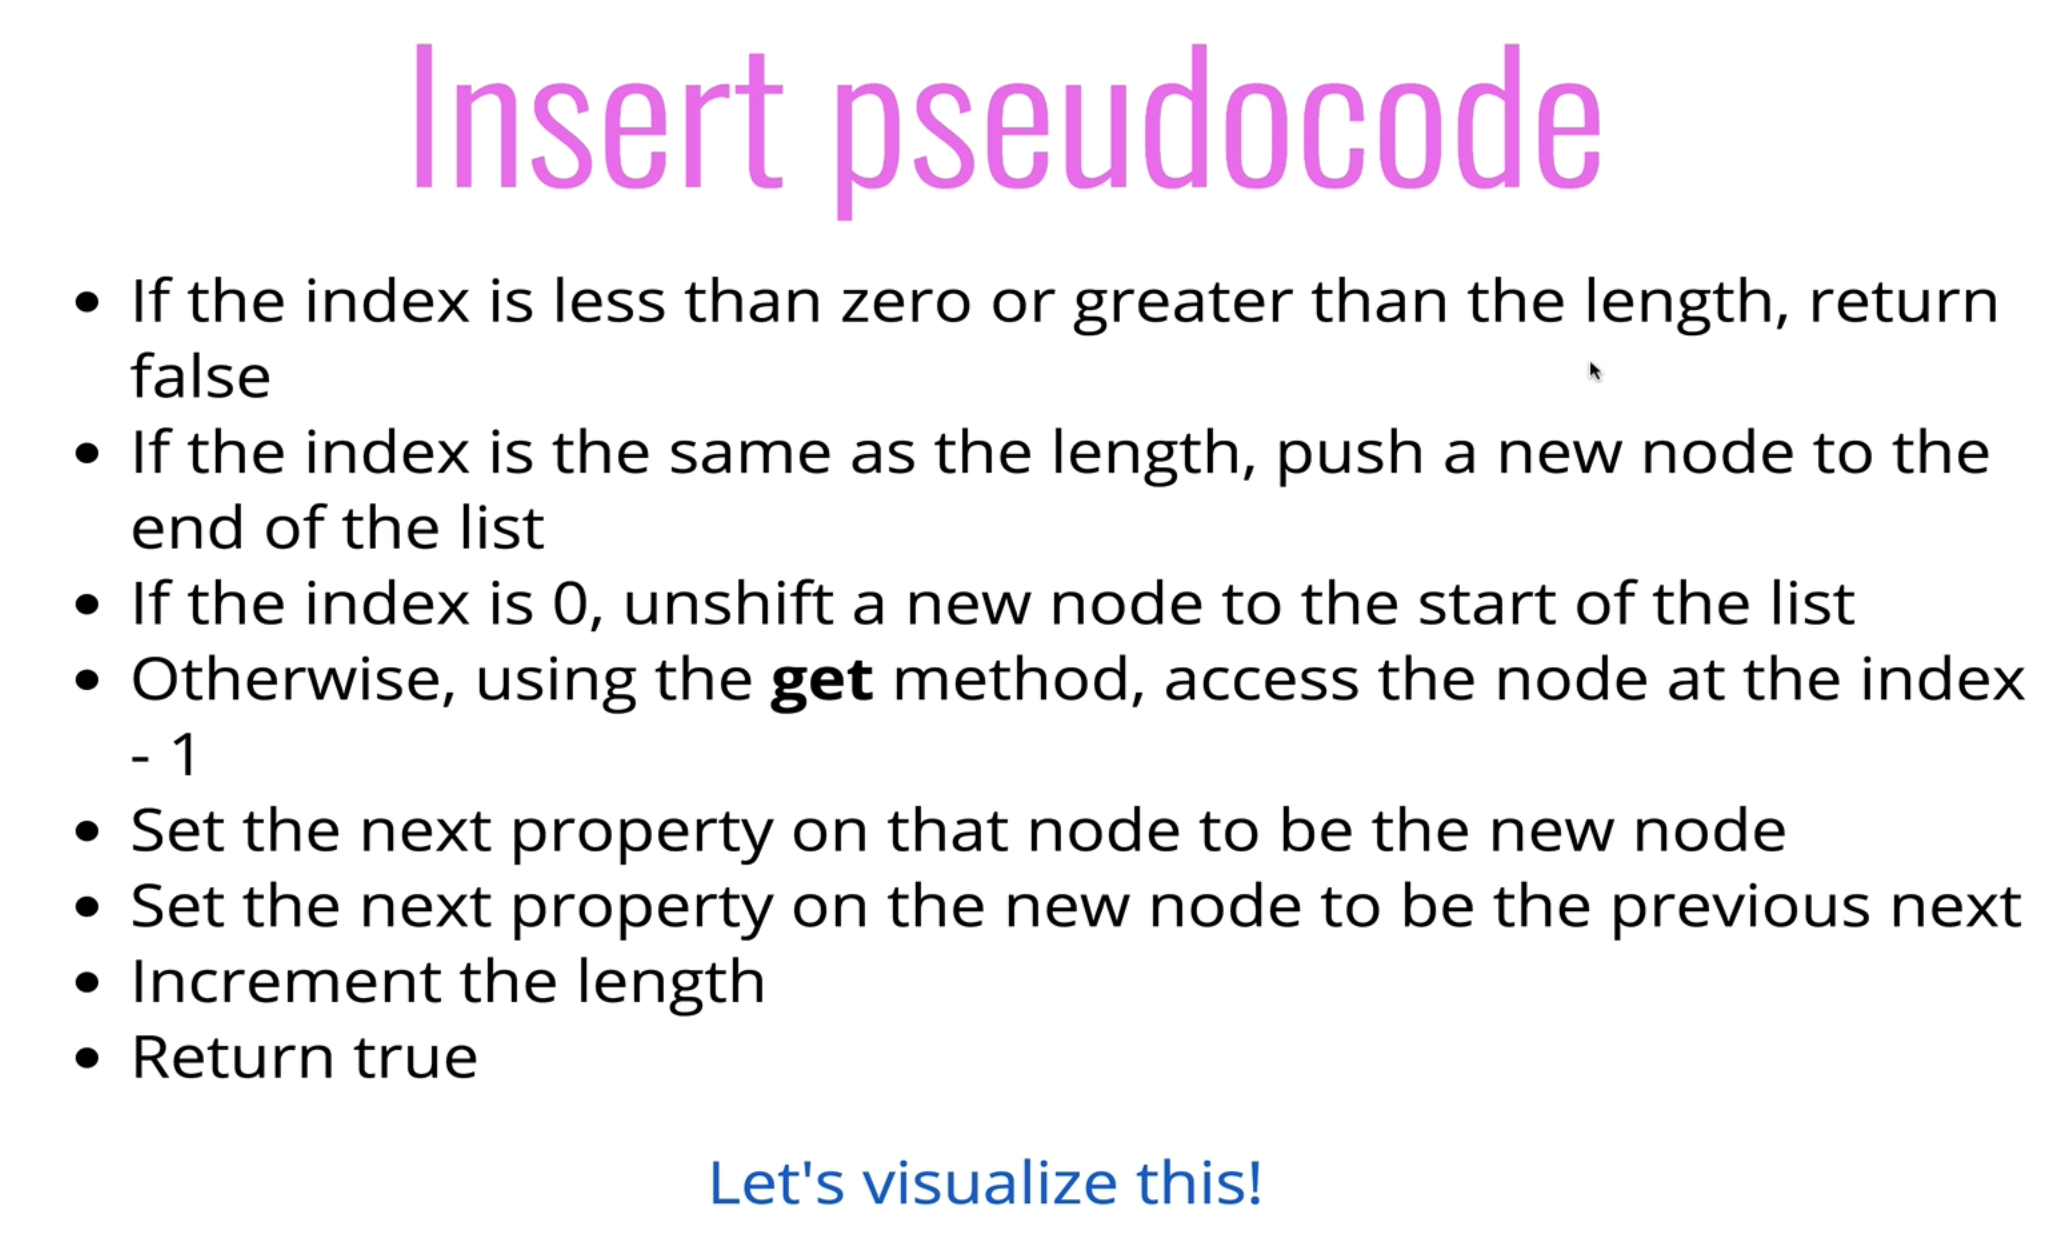 Insert pseudocode
• If the index is less than zero or greater than the length, return
false
• If the index is the same as the length, push a new node to the
end of the list
• If the index is 0, unshift a new node to the start of the list
• Otherwise, using the get method, access the node at the index
- 1
• Set the next property on that node to be the new node
• Set the next property on the new node to be the previous next
• Increment the length
• Return true
Let's visualize this!